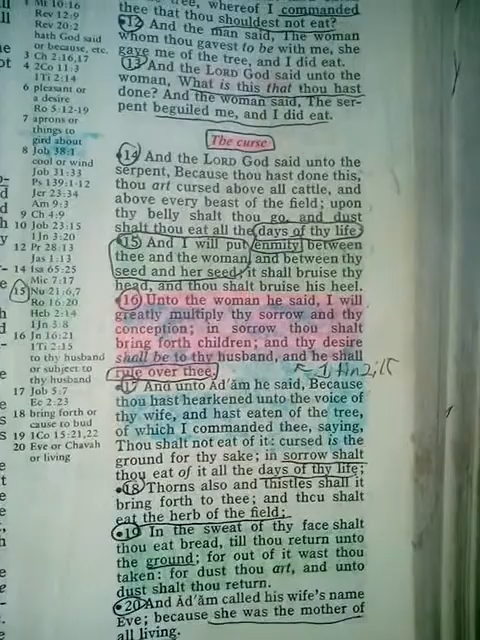 1 Mt 10:16
Rev 12:9
Rev 20:2
hath God said
or because, etc.
3 Ch 2:16,17
4 2Co 11:3
1Ti 2:14
6 pleasant or
a desire
Ro 5:12-19
7 aprons or
things to
gird about
8 Job 38:1
cool or wind
Job 31:33
Ps 139:1-12
Jer 23:34
Am 9:3
9 Ch 4:9
10 Job 23:15
1Jn 3:20
12 Pr 28:13
Jas 1:13
14 Isa 65:25
Mic 7:17
15 Nu 21:6,7
Ro 16:20
Heb 2:14
1Jn 3:8
16 Jn 16:21
1Ti 2:15
to thy husband
or subject to
thy husband
17 Job 5:7
Ec 2:23
18 bring forth or
cause to bud
19 1Co 15:21,22
20 Eve or Chavah
or living
tree, whereof I commanded
thee that thou shouldest not eat?
12 And the man said, The woman
whom thou gavest to be with me, she
gave me of the tree, and I did eat.
13 And the LORD God said unto the
woman, What is this that thou hast
done? And the woman said, The ser-
pent beguiled me, and I did eat.
The curse
14 And the LORD God said unto the
serpent, Because thou hast done this,
thou art cursed above all cattle, and
above every beast of the field; upon
thy belly shalt thou go, and dust
shalt thou eat all the days of thy life:
15 And I will put enmity between
thee and the woman, and between thy
seed and her seed; it shall bruise thy
head, and thou shalt bruise his heel.
16 Unto the woman he said, I will
greatly multiply thy sorrow and thy
conception; in sorrow thou shalt
bring forth children; and thy desire
shall be to thy husband, and he shall
rule over thee.
17 And unto Ăd'ăm he said, Because
thou hast hearkened unto the voice of
thy wife, and hast eaten of the tree,
of which I commanded thee, saying,
Thou shalt not eat of it: cursed is the
ground for thy sake; in sorrow shalt
thou eat of it all the days of thy life;
18 Thorns also and thistles shall it
bring forth to thee; and thou shalt
eat the herb of the field;
19 In the sweat of thy face shalt
thou eat bread, till thou return unto
the ground; for out of it wast thou
taken: for dust thou art, and unto
dust shalt thou return.
20 And Ăd'ăm called his wife's name
Eve; because she was the mother of
all living.